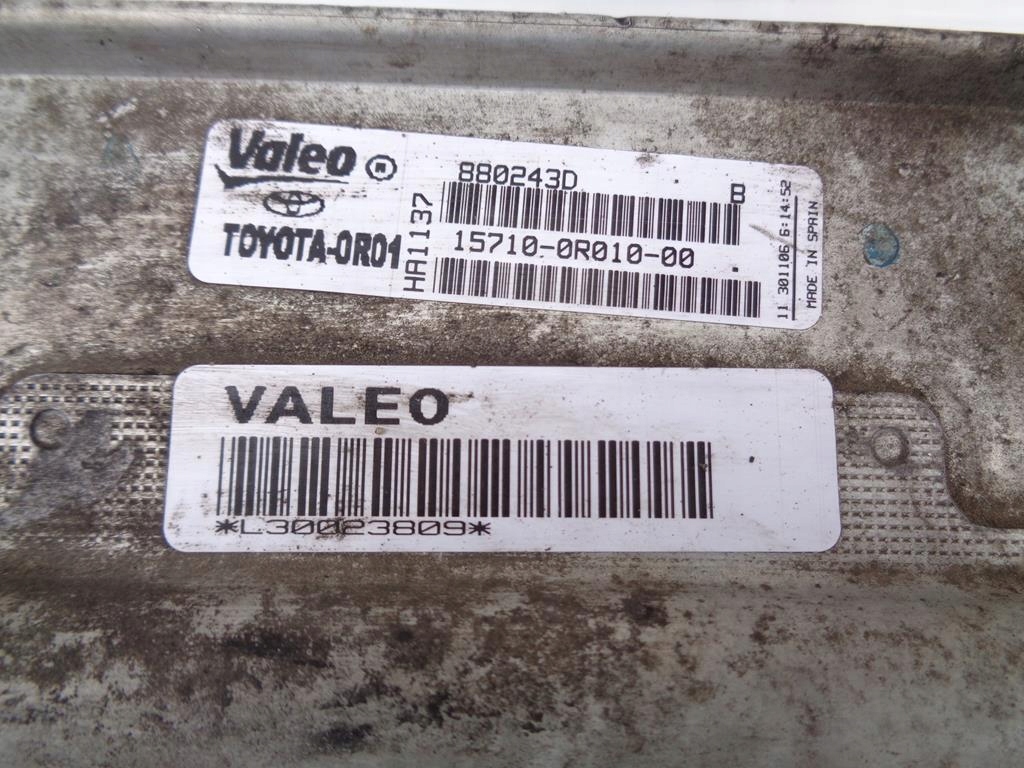 Valeo
TOYOTA-0R01
HA1137
880243D
B
15710-0R010-00
11 301106 6:14:52
MADE IN SPAIN
VALEO
*L30023809*